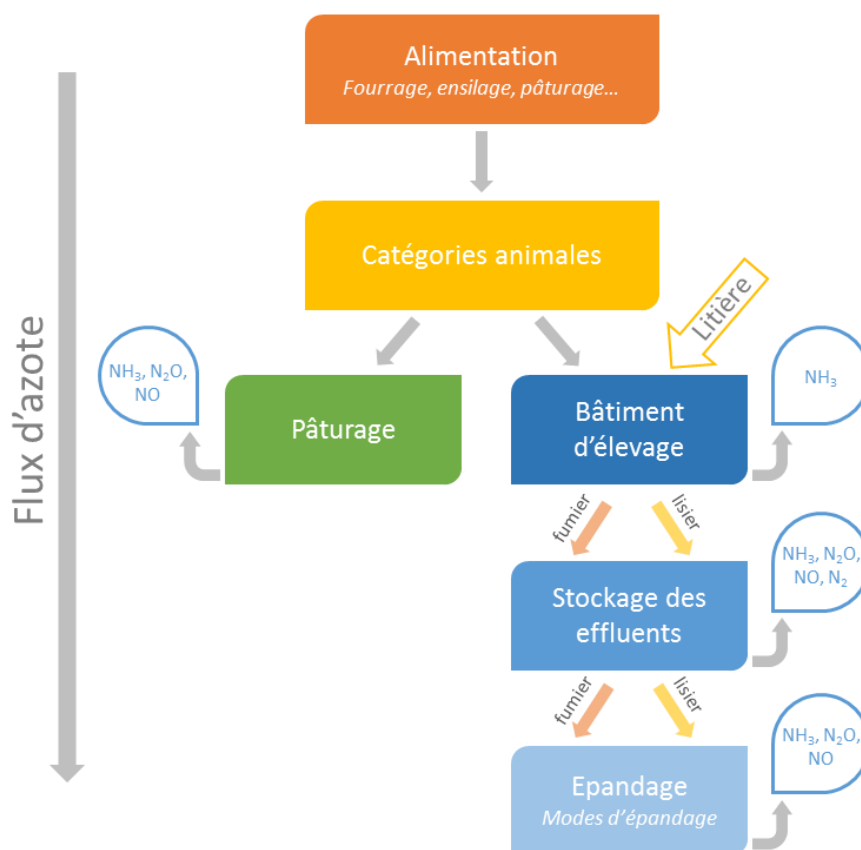 Alimentation
Fourrage, ensilage, pâturage…
Catégories animales
Litière
Flux d'azote
NH₃, N₂O,
NO
Pâturage
Bâtiment
d'élevage
NH₃
fumier
lisier
Stockage des
effluents
NH₃, N₂O,
NO, N₂
fumier
lisier
Epandage
Modes d'épandage
NH₃, N₂O,
NO